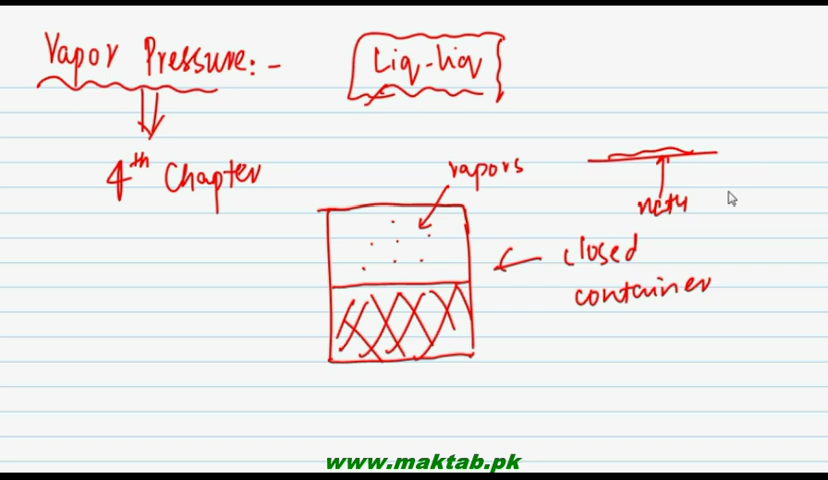 Vapor Pressure:-
Liq-Liq
4th Chapter
vapors
closed
container
www.maktab.pk